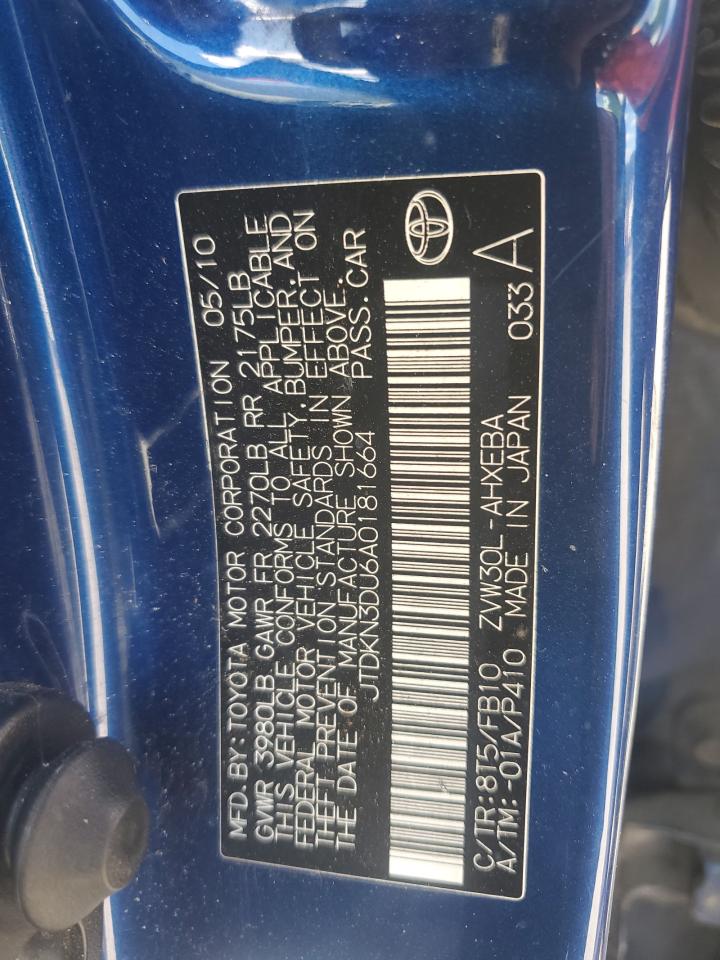 MFD. BY: TOYOTA MOTOR CORPORATION 05/10
GVWR 3980LB GAWR FR 2270LB RR 2175LB
THIS VEHICLE CONFORMS TO ALL APPLICABLE
FEDERAL MOTOR VEHICLE SAFETY, BUMPER, AND
THEFT PREVENTION STANDARDS IN EFFECT ON
THE DATE OF MANUFACTURE SHOWN ABOVE.
JTDKN3DU6A0181664 PASS. CAR
C/TR: 8T5/FB10 ZVW30L-AHXEBA 033 A
A/TM: -01A/P410 MADE IN JAPAN